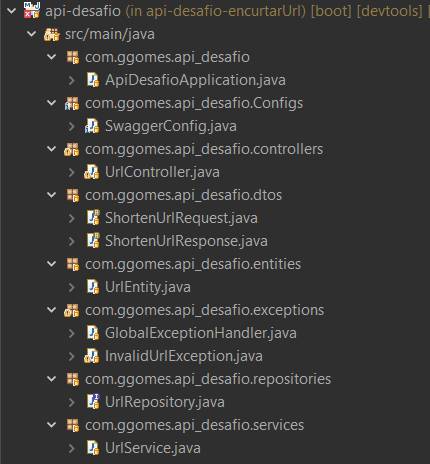 api-desafio (in api-desafio-encurtarUrl) [boot] [devtools]
src/main/java
com.ggomes.api_desafio
ApiDesafioApplication.java
com.ggomes.api_desafio.Configs
SwaggerConfig.java
com.ggomes.api_desafio.controllers
UrlController.java
com.ggomes.api_desafio.dtos
ShortenUrlRequest.java
ShortenUrlResponse.java
com.ggomes.api_desafio.entities
UrlEntity.java
com.ggomes.api_desafio.exceptions
GlobalExceptionHandler.java
InvalidUrlException.java
com.ggomes.api_desafio.repositories
UrlRepository.java
com.ggomes.api_desafio.services
UrlService.java